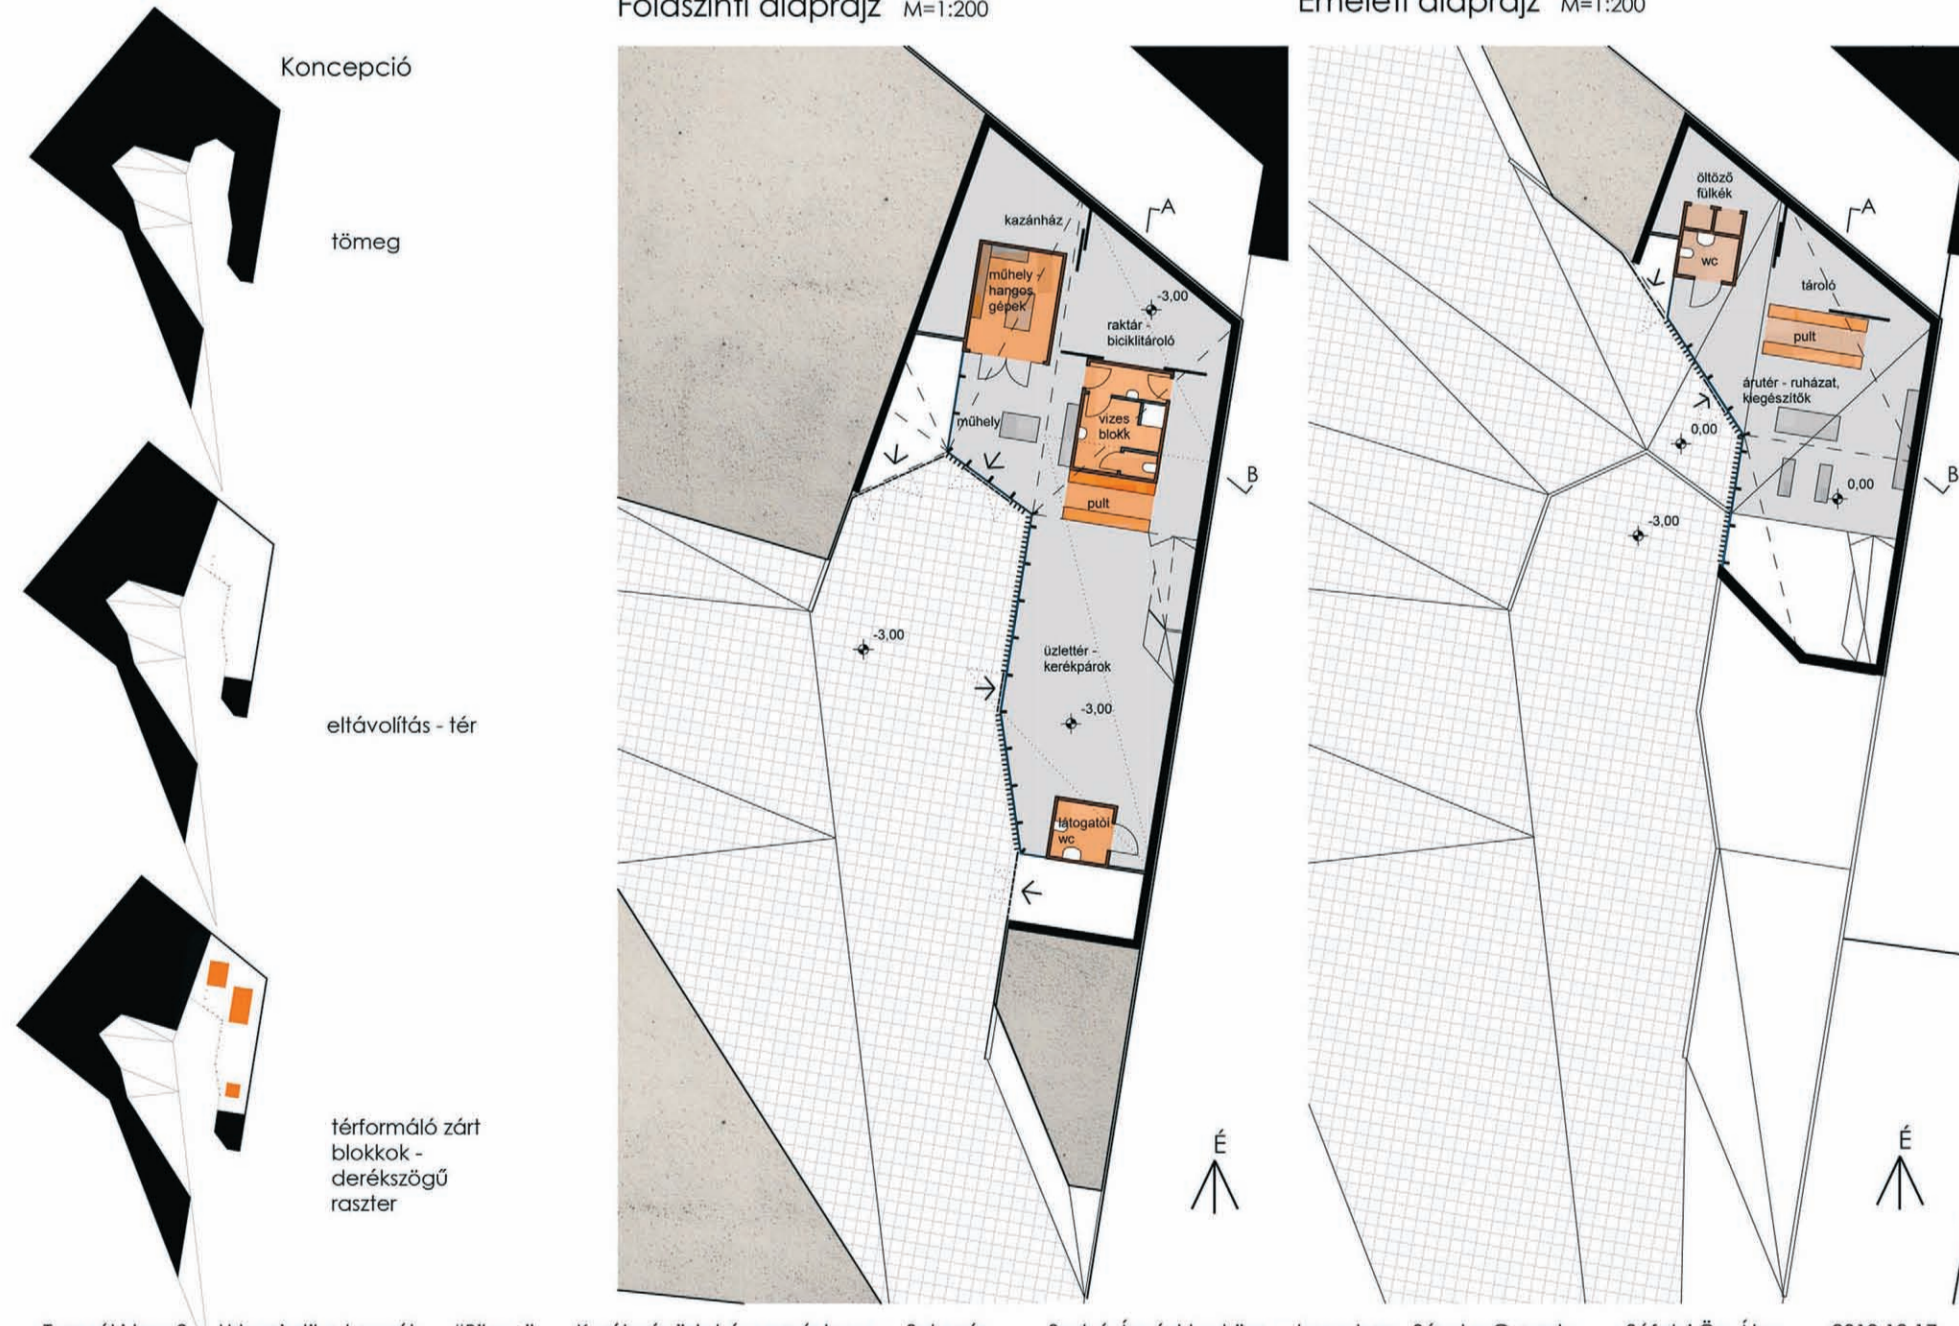 Koncepció
tömeg
eltávolítás - tér
térformáló zárt
blokkok -
derékszögű
raszter
Földszinti alaprajz M=1:200
kazánház
műhely -
hangos
gépek
A
-3,00
raktár -
biciklitároló
műhely
vizes
blokk
B
pult
-3,00
üzlettér -
kerékpárok
-3,00
látogatói
wc
É
Emeleti alaprajz M=1:200
öltöző
fülkék
A
wc
tároló
pult
árutér - ruházat,
kiegészítők
0,00
B
0,00
-3,00
É